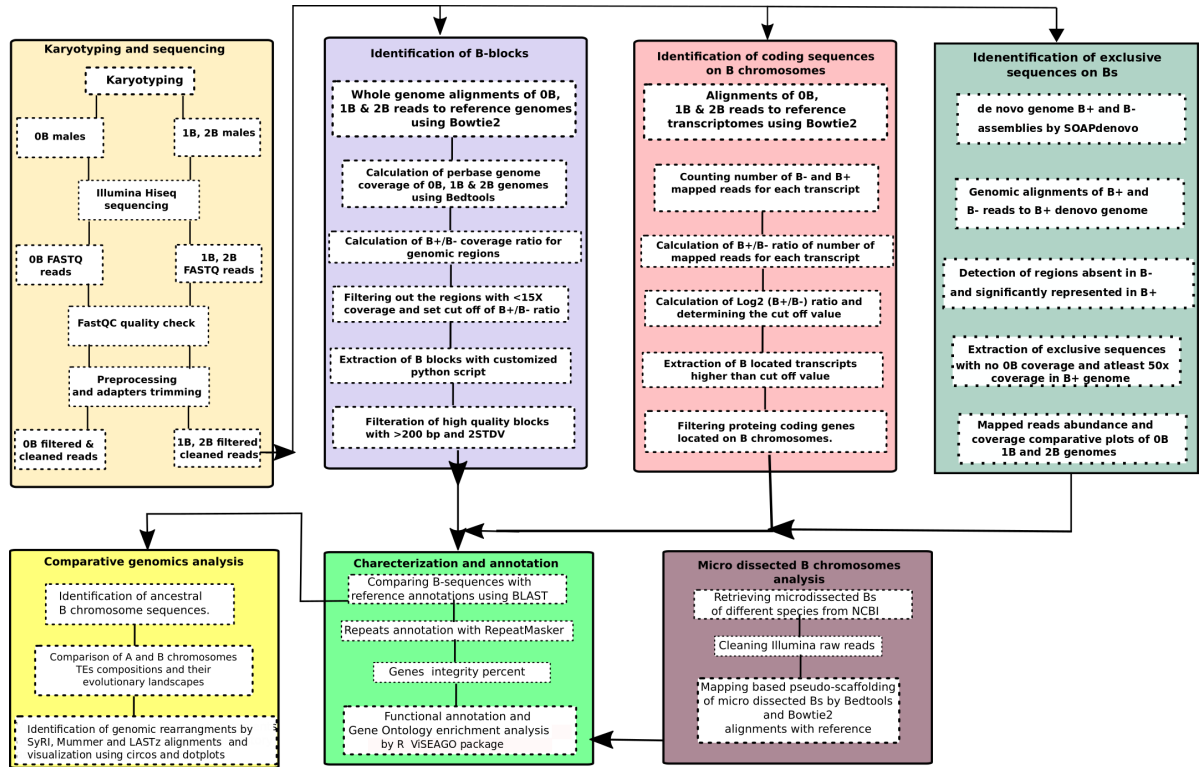 Karyotyping and sequencing
Karyotyping
0B males
1B, 2B males
Illumina Hiseq
sequencing
0B FASTQ
reads
1B, 2B
FASTQ reads
FastQC quality check
Preprocessing
and adapters trimming
0B filtered &
cleaned reads
1B, 2B filtered
cleaned reads
Identification of B-blocks
Whole genome alignments of 0B,
1B & 2B reads to reference genomes
using Bowtie2
Calculation of perbase genome
coverage of 0B, 1B & 2B genomes
using Bedtools
Calculation of B+/B- coverage ratio for
genomic regions
Filtering out the regions with <15X
coverage and set cut off of B+/B- ratio
Extraction of B blocks with customized
python script
Filteration of high quality blocks
with >200 bp and 2STDV
Identification of coding sequences
on B chromosomes
Alignments of 0B,
1B & 2B reads to reference
transcriptomes using Bowtie2
Counting number of B- and B+
mapped reads for each transcript
Calculation of B+/B- ratio of number of
mapped reads for each transcript
Calculation of Log2 (B+/B-) ratio and
determining the cut off value
Extraction of B located transcripts
higher than cut off value
Filtering proteing coding genes
located on B chromosomes.
Idenentification of exclusive
sequences on Bs
de novo genome B+ and B-
assemblies by SOAPdenovo
Genomic alignments of B+ and
B- reads to B+ denovo genome
Detection of regions absent in B-
and significantly represented in B+
Extraction of exclusive sequences
with no 0B coverage and atleast 50x
coverage in B+ genome
Mapped reads abundance and
coverage comparative plots of 0B
1B and 2B genomes
Comparative genomics analysis
Identification of ancestral
B chromosome sequences.
Comparison of A and B chromosomes
TEs compositions and their
evolutionary landscapes
Identification of genomic rearrangments by
SyRI, Mummer and LASTz alignments and
visualization using circos and dotplots
Charecterization and annotation
Comparing B-sequences with
reference annotations using BLAST
Repeats annotation with RepeatMasker
Genes integrity percent
Functional annotation and
Gene Ontology enrichment analysis
by R ViSEAGO package
Micro dissected B chromosomes
analysis
Retrieving microdissected Bs
of different species from NCBI
Cleaning Illumina raw reads
Mapping based pseudo-scaffolding
of micro dissected Bs by Bedtools
and Bowtie2
alignments with reference